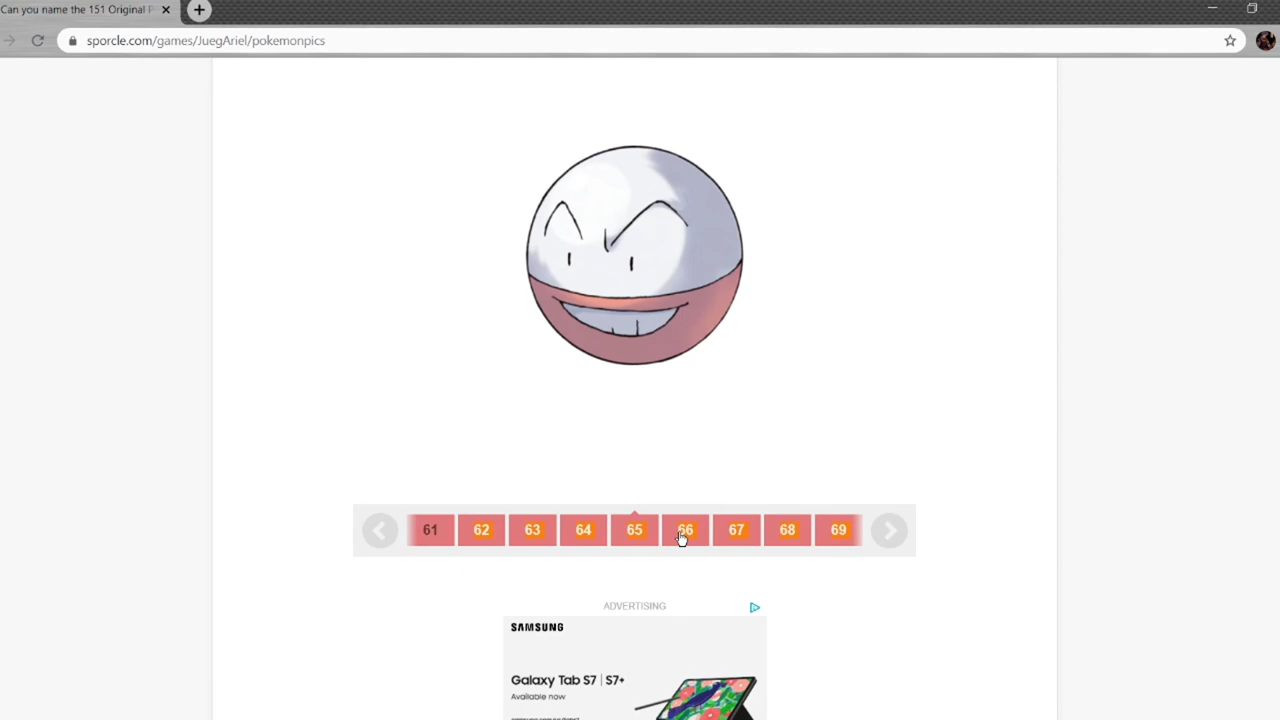 Can you name the 151 Original P
sporcle.com/games/JuegAriel/pokemonpics
61 62 63 64 65 66 67 68 69
ADVERTISING
SAMSUNG
Galaxy Tab S7 | S7+
Available now